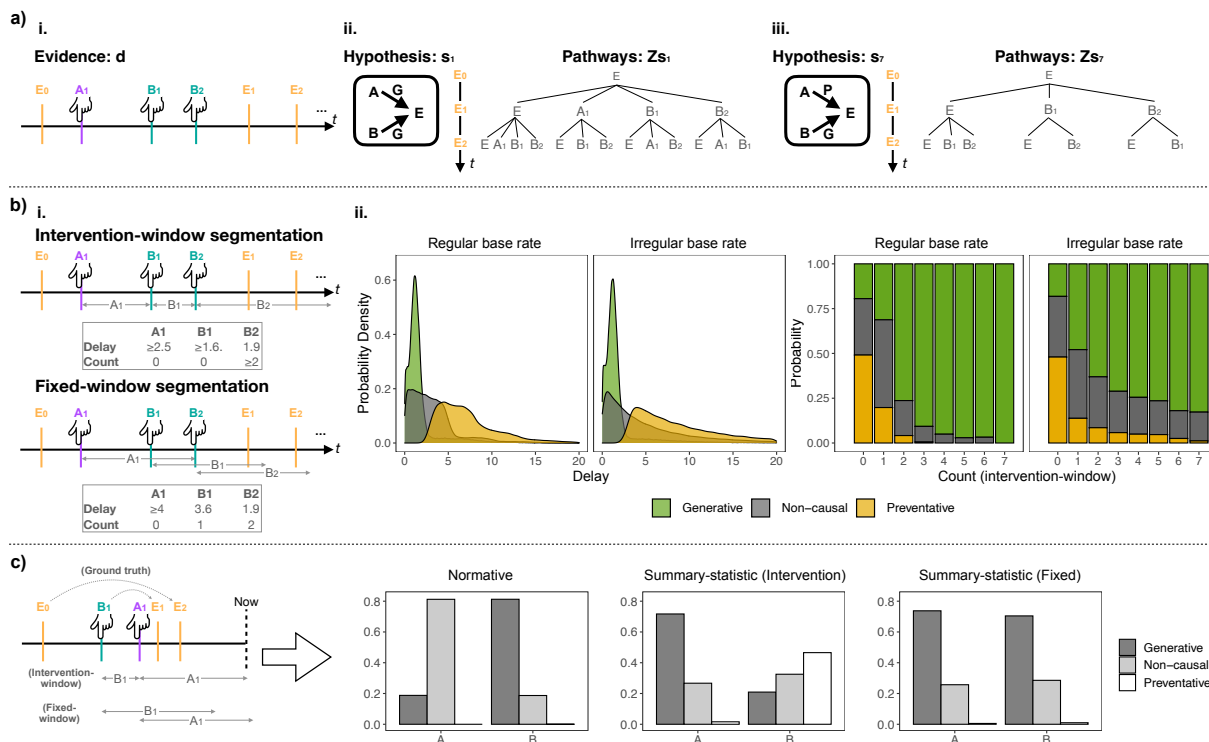 a)
i.
Evidence: d
E0 A1 B1 B2 E1 E2
...
t
ii.
Hypothesis: s1
A G
E
B G
E0
E1
E2
t
Pathways: Zs1
E
E A1 B1 B2
E A1 B1 B2 E B1 B2 E A1 B2 E A1 B1
iii.
Hypothesis: s7
A P
E
B G
E0
E1
E2
t
Pathways: Zs7
E
E B1 B2
E B1 B2 E B2 E B1
b)
i.
Intervention-window segmentation
E0 A1 B1 B2 E1 E2
...
t
A1 B1 B2
A1 B1 B2
Delay ≥2.5 ≥1.6. 1.9
Count 0 0 ≥2
Fixed-window segmentation
E0 A1 B1 B2 E1 E2
...
t
A1
B1
B2
A1 B1 B2
Delay ≥4 3.6 1.9
Count 0 1 2
ii.
Regular base rate Irregular base rate
Probability Density
0.6
0.4
0.2
0.0
0 5 10 15 20 0 5 10 15 20
Delay
Regular base rate Irregular base rate
Probability
1.00
0.75
0.50
0.25
0.00
0 1 2 3 4 5 6 7 0 1 2 3 4 5 6 7
Count (intervention-window)
Generative Non-causal Preventative
c)
(Ground truth)
E0 B1 A1 E1 E2
Now
(Intervention-
window)
B1 A1
(Fixed-
window)
B1
A1
Normative
0.8
0.6
0.4
0.2
0.0
A B
Summary-statistic (Intervention)
0.8
0.6
0.4
0.2
0.0
A B
Summary-statistic (Fixed)
0.8
0.6
0.4
0.2
0.0
A B
Generative
Non-causal
Preventative